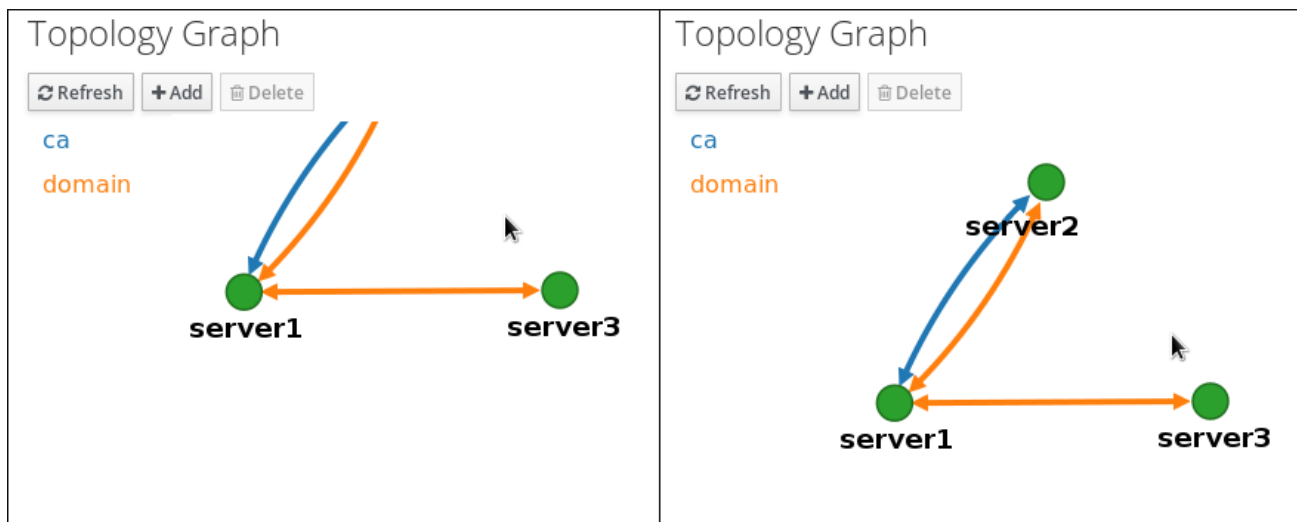 Topology Graph
Refresh Add Delete
ca
domain
server1 server3
Topology Graph
Refresh Add Delete
ca
domain
server2
server1 server3